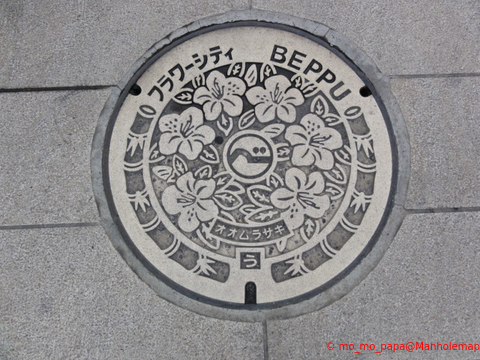 フラワーシティ BEPPU
オオムラサキ
う
© mo_mo_papa@Manholemap